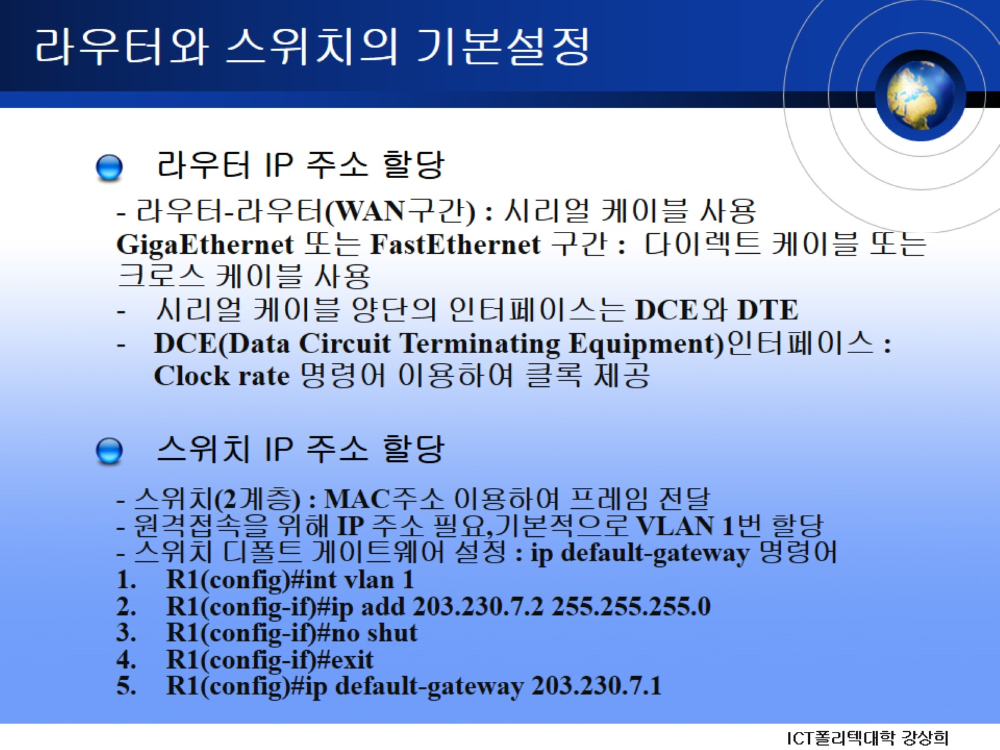 라우터와 스위치의 기본설정
라우터 IP 주소 할당
- 라우터-라우터(WAN구간) : 시리얼 케이블 사용
GigaEthernet 또는 FastEthernet 구간 : 다이렉트 케이블 또는
크로스 케이블 사용
- 시리얼 케이블 양단의 인터페이스는 DCE와 DTE
- DCE(Data Circuit Terminating Equipment)인터페이스 :
Clock rate 명령어 이용하여 클록 제공
스위치 IP 주소 할당
- 스위치(2계층) : MAC주소 이용하여 프레임 전달
- 원격접속을 위해 IP 주소 필요,기본적으로 VLAN 1번 할당
- 스위치 디폴트 게이트웨어 설정 : ip default-gateway 명령어
1. R1(config)#int vlan 1
2. R1(config-if)#ip add 203.230.7.2 255.255.255.0
3. R1(config-if)#no shut
4. R1(config-if)#exit
5. R1(config)#ip default-gateway 203.230.7.1
ICT폴리텍대학 강상희